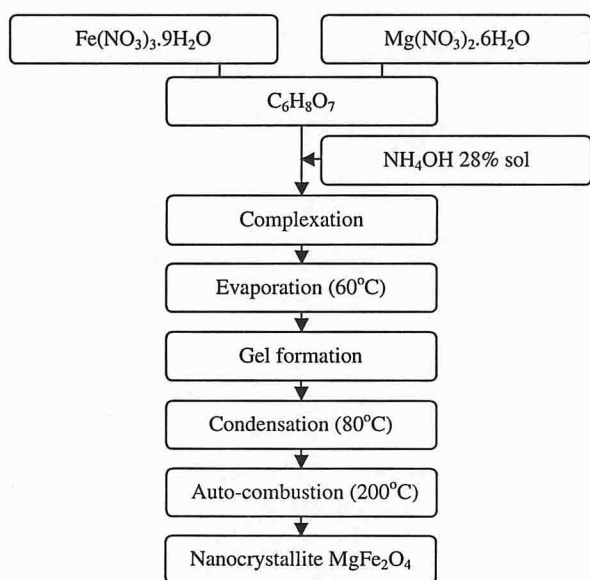 Fe(NO₃)₃.9H₂O
Mg(NO₃)₂.6H₂O
C₆H₈O₇
NH₄OH 28% sol
Complexation
Evaporation (60°C)
Gel formation
Condensation (80°C)
Auto-combustion (200°C)
Nanocrystallite MgFe₂O₄